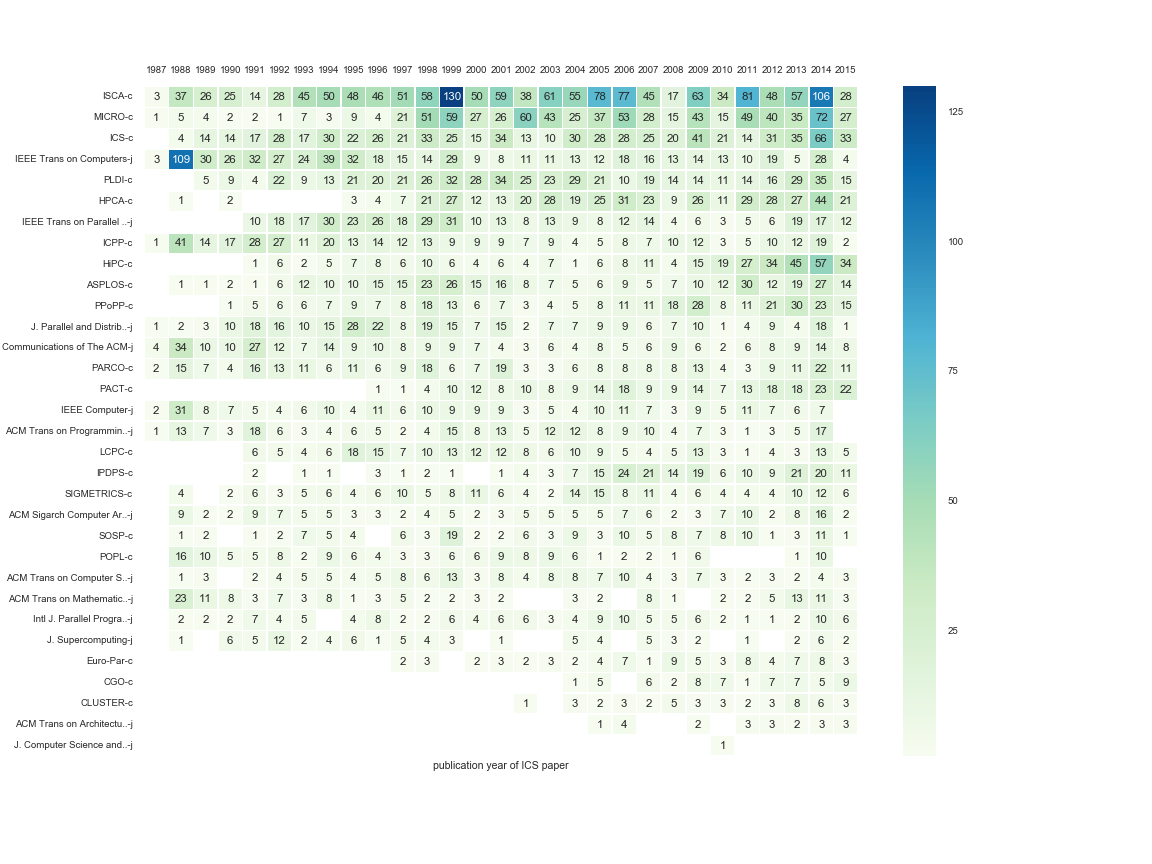 1987 1988 1989 1990 1991 1992 1993 1994 1995 1996 1997 1998 1999 2000 2001 2002 2003 2004 2005 2006 2007 2008 2009 2010 2011 2012 2013 2014 2015
ISCA-c 3 37 26 25 14 28 45 50 48 46 51 58 130 50 59 38 61 55 78 77 45 17 63 34 81 48 57 106 28
MICRO-c 1 5 4 2 2 1 7 3 9 4 21 51 59 27 26 60 43 25 37 53 28 15 43 15 49 40 35 72 27
ICS-c 4 14 14 17 28 17 30 22 26 21 33 25 15 34 13 10 30 28 28 25 20 41 21 14 31 35 66 33
IEEE Trans on Computers-j 3 109 30 26 32 27 24 39 32 18 15 14 29 9 8 11 11 13 12 18 16 13 14 13 10 19 5 28 4
PLDI-c 5 9 4 22 9 13 21 20 21 26 32 28 34 25 23 29 21 10 19 14 14 11 14 16 29 35 15
HPCA-c 1 2 3 4 7 21 27 12 13 20 28 19 25 31 23 9 26 11 29 28 27 44 21
IEEE Trans on Parallel ..-j 10 18 17 30 23 26 18 29 31 10 13 8 13 9 8 12 14 4 6 3 5 6 19 17 12
ICPP-c 1 41 14 17 28 27 11 20 13 14 12 13 9 9 9 7 9 4 5 8 7 10 12 3 5 10 12 19 2
HiPC-c 1 6 2 5 7 8 6 10 6 4 6 4 7 1 6 8 11 4 15 19 27 34 45 57 34
ASPLOS-c 1 1 2 1 6 12 10 10 15 15 23 26 15 16 8 7 5 6 9 5 7 10 12 30 12 19 27 14
PPoPP-c 1 5 6 6 7 9 7 8 18 13 6 7 3 4 5 8 11 11 18 28 8 11 21 30 23 15
J. Parallel and Distrib..-j 1 2 3 10 18 16 10 15 28 22 8 19 15 7 15 2 7 7 9 9 6 7 10 1 4 9 4 18 1
Communications of The ACM-j 4 34 10 10 27 12 7 14 9 10 8 9 9 7 4 3 6 4 8 5 6 9 6 2 6 8 9 14 8
PARCO-c 2 15 7 4 16 13 11 6 11 6 9 18 6 7 19 3 3 6 8 8 8 8 13 4 3 9 11 22 11
PACT-c 1 1 4 10 12 8 10 8 9 14 18 9 9 14 7 12 18 18 23 22
IEEE Computer-j 2 31 8 7 5 4 6 10 4 11 6 10 9 9 9 3 5 4 10 11 7 3 9 5 11 7 6 7
ACM Trans on Programmin..-j 1 13 7 3 18 6 3 4 6 5 2 4 15 8 13 5 12 12 8 9 10 4 7 3 1 3 5 17
LCPC-c 6 5 4 6 18 15 7 10 13 12 12 8 6 10 9 5 4 5 13 3 1 4 3 13 5
IPDPS-c 2 1 1 3 1 2 1 1 4 3 7 15 24 21 14 19 6 10 9 21 20 11
SIGMETRICS-c 4 2 6 3 5 6 4 6 10 5 8 11 6 4 2 14 15 8 11 4 6 4 4 4 10 12 6
ACM Sigarch Computer Ar..-j 9 2 2 9 7 5 5 3 3 2 4 5 2 3 5 5 5 5 7 6 2 3 7 10 2 8 16 2
SOSP-c 1 2 1 2 7 5 4 6 3 19 2 2 6 3 9 3 10 5 8 7 8 10 1 3 11 1
POPL-c 16 10 5 5 8 2 9 6 4 3 3 6 6 8 9 6 1 2 2 1 6 1 10
ACM Trans on Computer S..-j 1 3 2 4 5 5 4 5 8 6 13 3 8 4 8 8 7 10 4 3 7 3 2 3 2 4 3
ACM Trans on Mathematic..-j 23 11 8 3 7 3 8 1 3 5 2 2 3 2 3 2 8 1 2 2 5 13 11 3
Intl J. Parallel Progra..-j 2 2 2 7 4 5 4 8 2 2 6 4 6 6 3 4 9 10 5 5 6 2 1 1 2 10 6
J. Supercomputing-j 1 6 5 12 2 4 6 1 5 4 3 1 5 4 5 3 2 1 2 6 2
Euro-Par-c 2 3 2 3 2 3 2 4 7 1 9 5 3 8 4 7 8 3
CGO-c 1 5 6 2 8 7 1 7 7 5 9
CLUSTER-c 1 3 2 3 2 5 3 3 2 3 8 6 3
ACM Trans on Architectu..-j 1 4 2 3 3 2 3 3
J. Computer Science and..-j 1
publication year of ICS paper
125
100
75
50
25